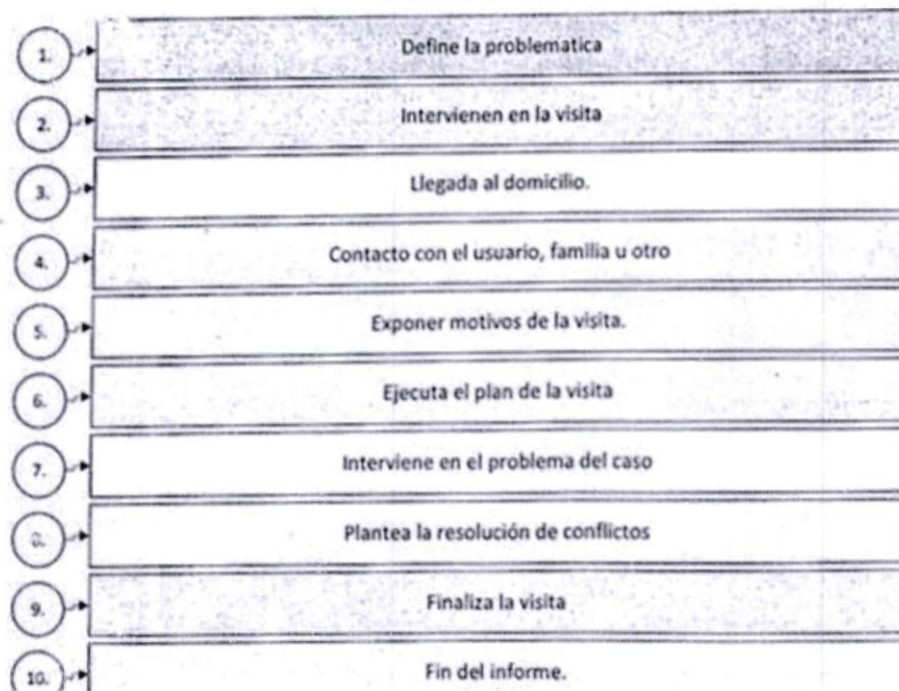 1. Define la problematica
2. Intervienen en la visita
3. Llegada al domicilio.
4. Contacto con el usuario, familia u otro
5. Exponer motivos de la visita.
6. Ejecuta el plan de la visita
7. Interviene en el problema del caso
8. Plantea la resolución de conflictos
9. Finaliza la visita
10. Fin del informe.